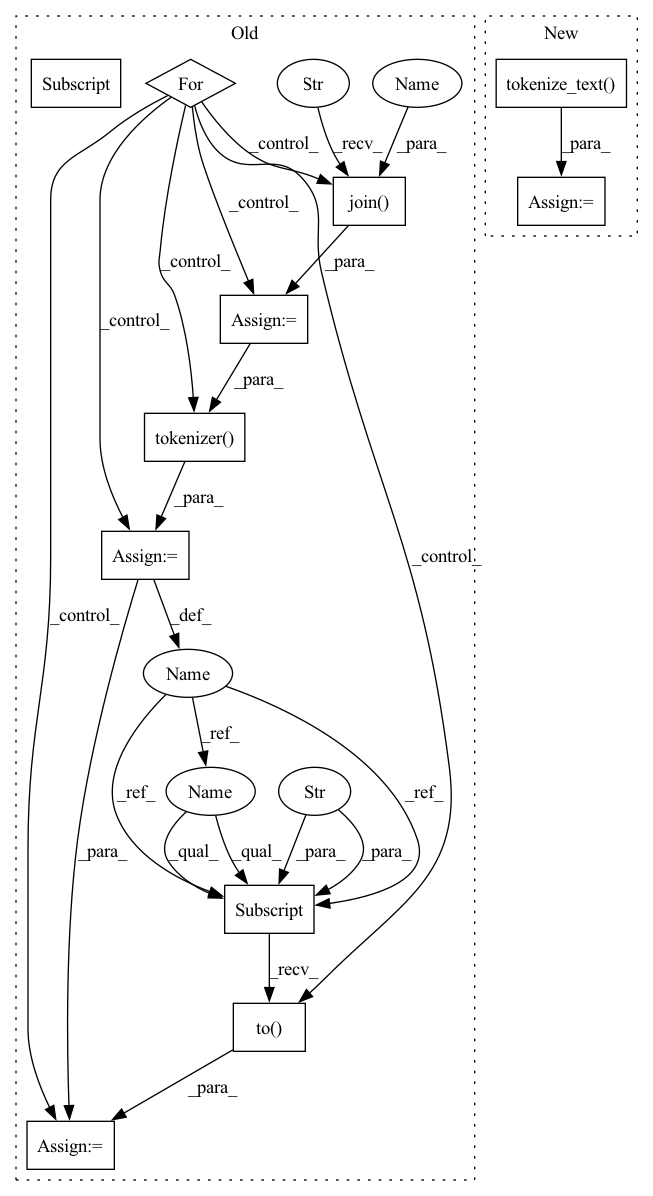 Old
New
Subscript
For
Str
Name
tokenize_text()
_control_
_recv_
_para_
_para_
join()
Assign:=
_control_
_control_
_para_
_control_
Assign:=
_para_
tokenizer()
_para_
Assign:=
_control_
_control_
_def_
Name
_ref_
Name
Str
_ref_
_ref_
_para_
_qual_
_qual_
_para_
_para_
Subscript
_recv_
to()
_para_
Assign:=